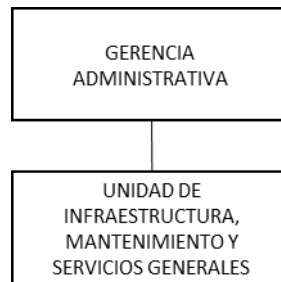 GERENCIA
ADMINISTRATIVA
UNIDAD DE
INFRAESTRUCTURA,
MANTENIMIENTO Y
SERVICIOS GENERALES